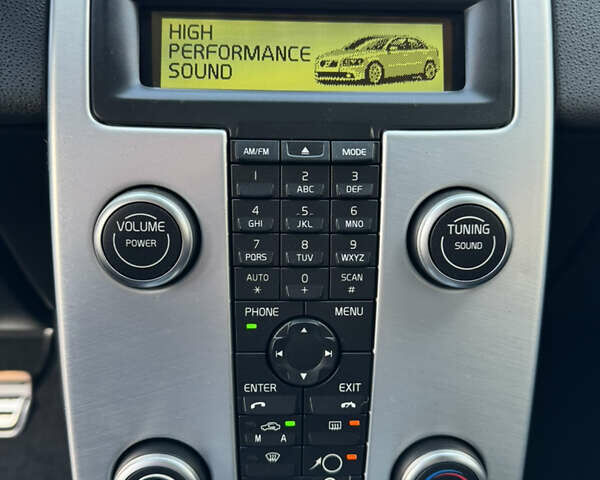 HIGH
PERFORMANCE
SOUND
AM/FM
MODE
1
2
ABC
3
DEF
4
GHI
5
JKL
6
MNO
7
PQRS
8
TUV
9
WXYZ
AUTO
*
0
+
SCAN
#
VOLUME
POWER
TUNING
SOUND
PHONE
MENU
ENTER
EXIT
M A